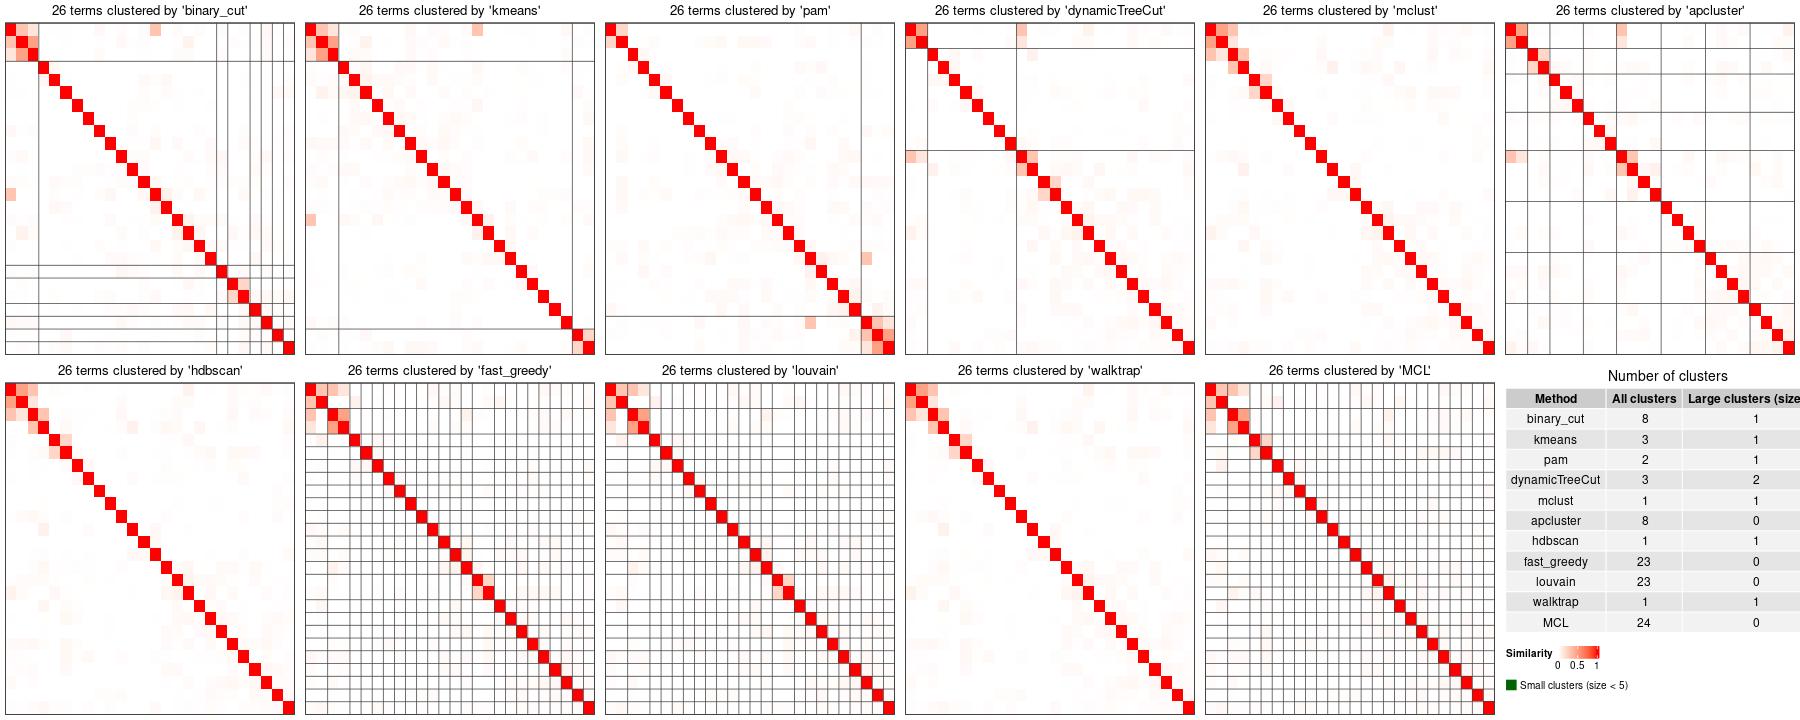 26 terms clustered by 'binary_cut'
26 terms clustered by 'kmeans'
26 terms clustered by 'pam'
26 terms clustered by 'dynamicTreeCut'
26 terms clustered by 'mclust'
26 terms clustered by 'apcluster'
26 terms clustered by 'hdbscan'
26 terms clustered by 'fast_greedy'
26 terms clustered by 'louvain'
26 terms clustered by 'walktrap'
26 terms clustered by 'MCL'
Number of clusters
Method All clusters Large clusters (size
binary_cut 8 1
kmeans 3 1
pam 2 1
dynamicTreeCut 3 2
mclust 1 1
apcluster 8 0
hdbscan 1 1
fast_greedy 23 0
louvain 23 0
walktrap 1 1
MCL 24 0
Similarity
0 0.5 1
Small clusters (size < 5)